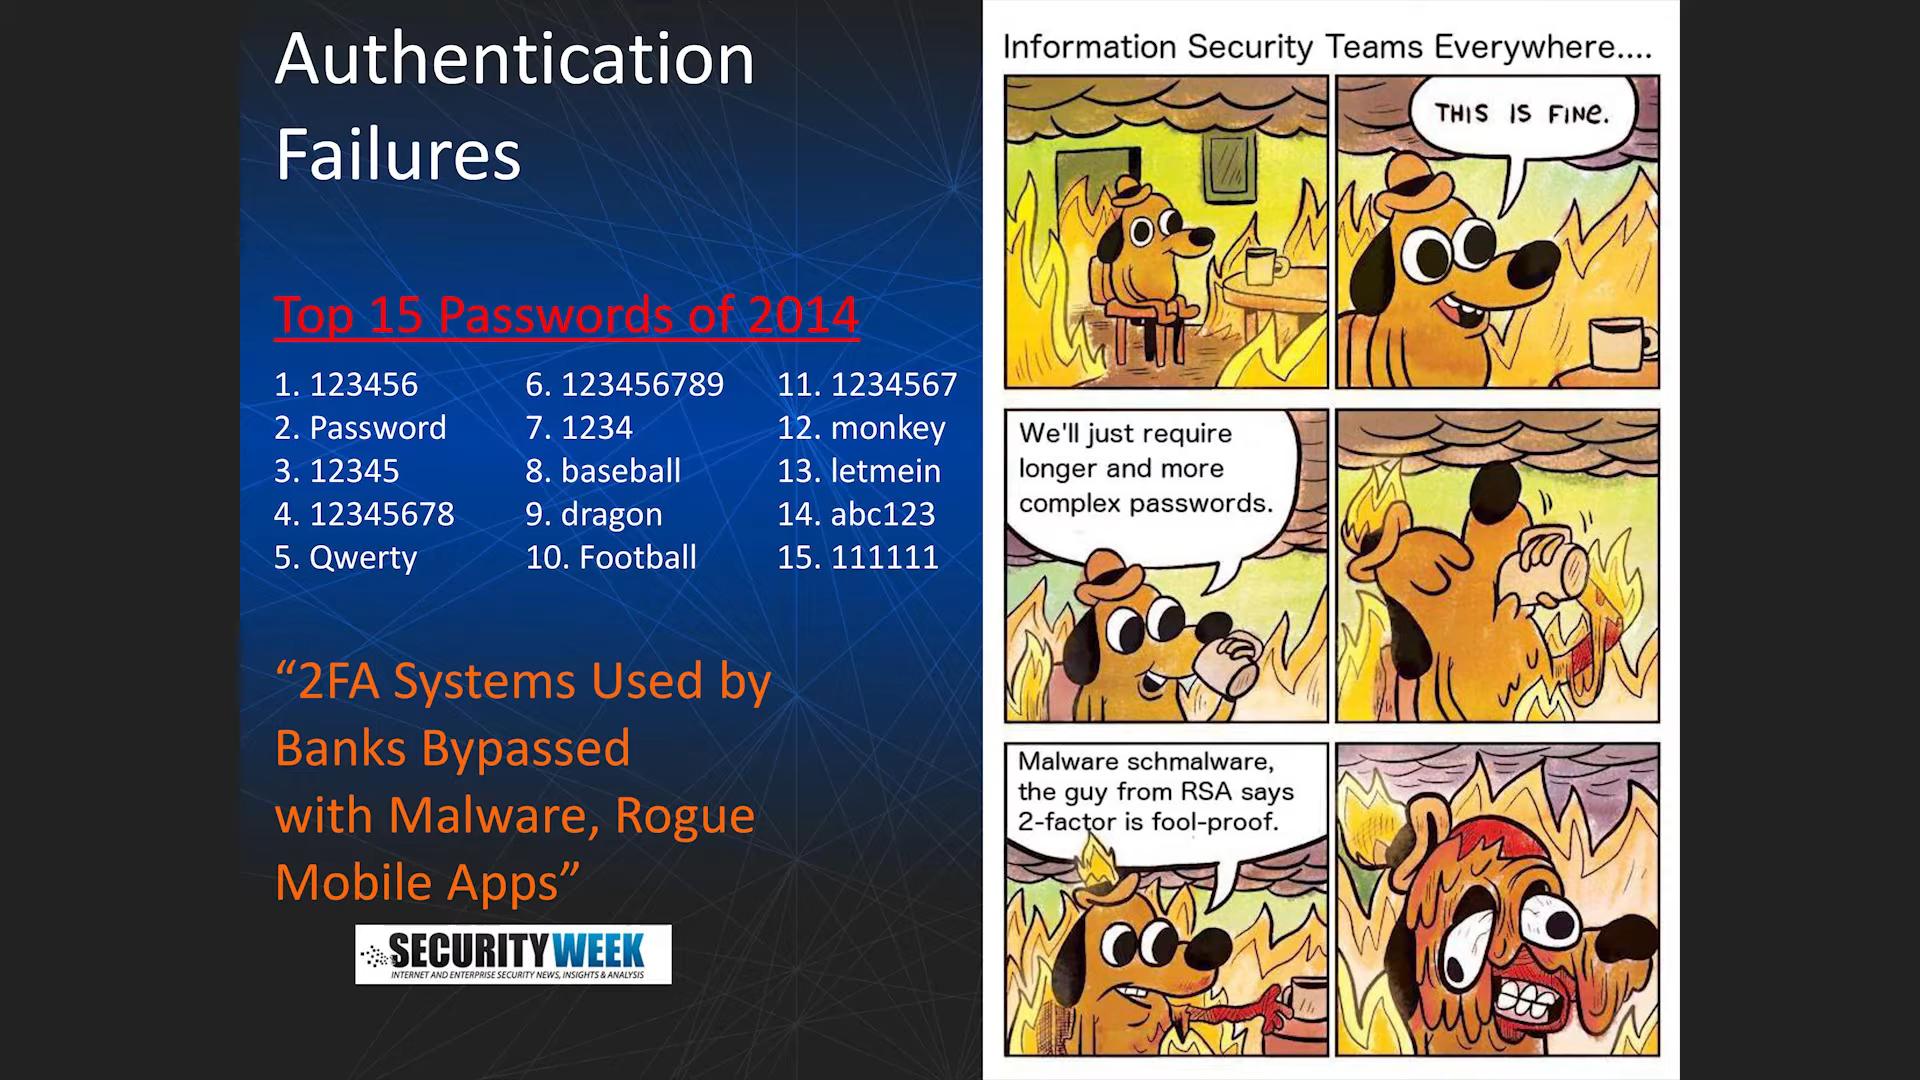 Authentication
Failures
Top 15 Passwords of 2014
1. 123456
2. Password
3. 12345
4. 12345678
5. Qwerty
6. 123456789
7. 1234
8. baseball
9. dragon
10. Football
11. 1234567
12. monkey
13. letmein
14. abc123
15. 111111
“2FA Systems Used by
Banks Bypassed
with Malware, Rogue
Mobile Apps”
SECURITYWEEK
INTERNET AND ENTERPRISE SECURITY NEWS, INSIGHTS & ANALYSIS
Information Security Teams Everywhere....
THIS IS FINE.
We'll just require
longer and more
complex passwords.
Malware schmalware,
the guy from RSA says
2-factor is fool-proof.